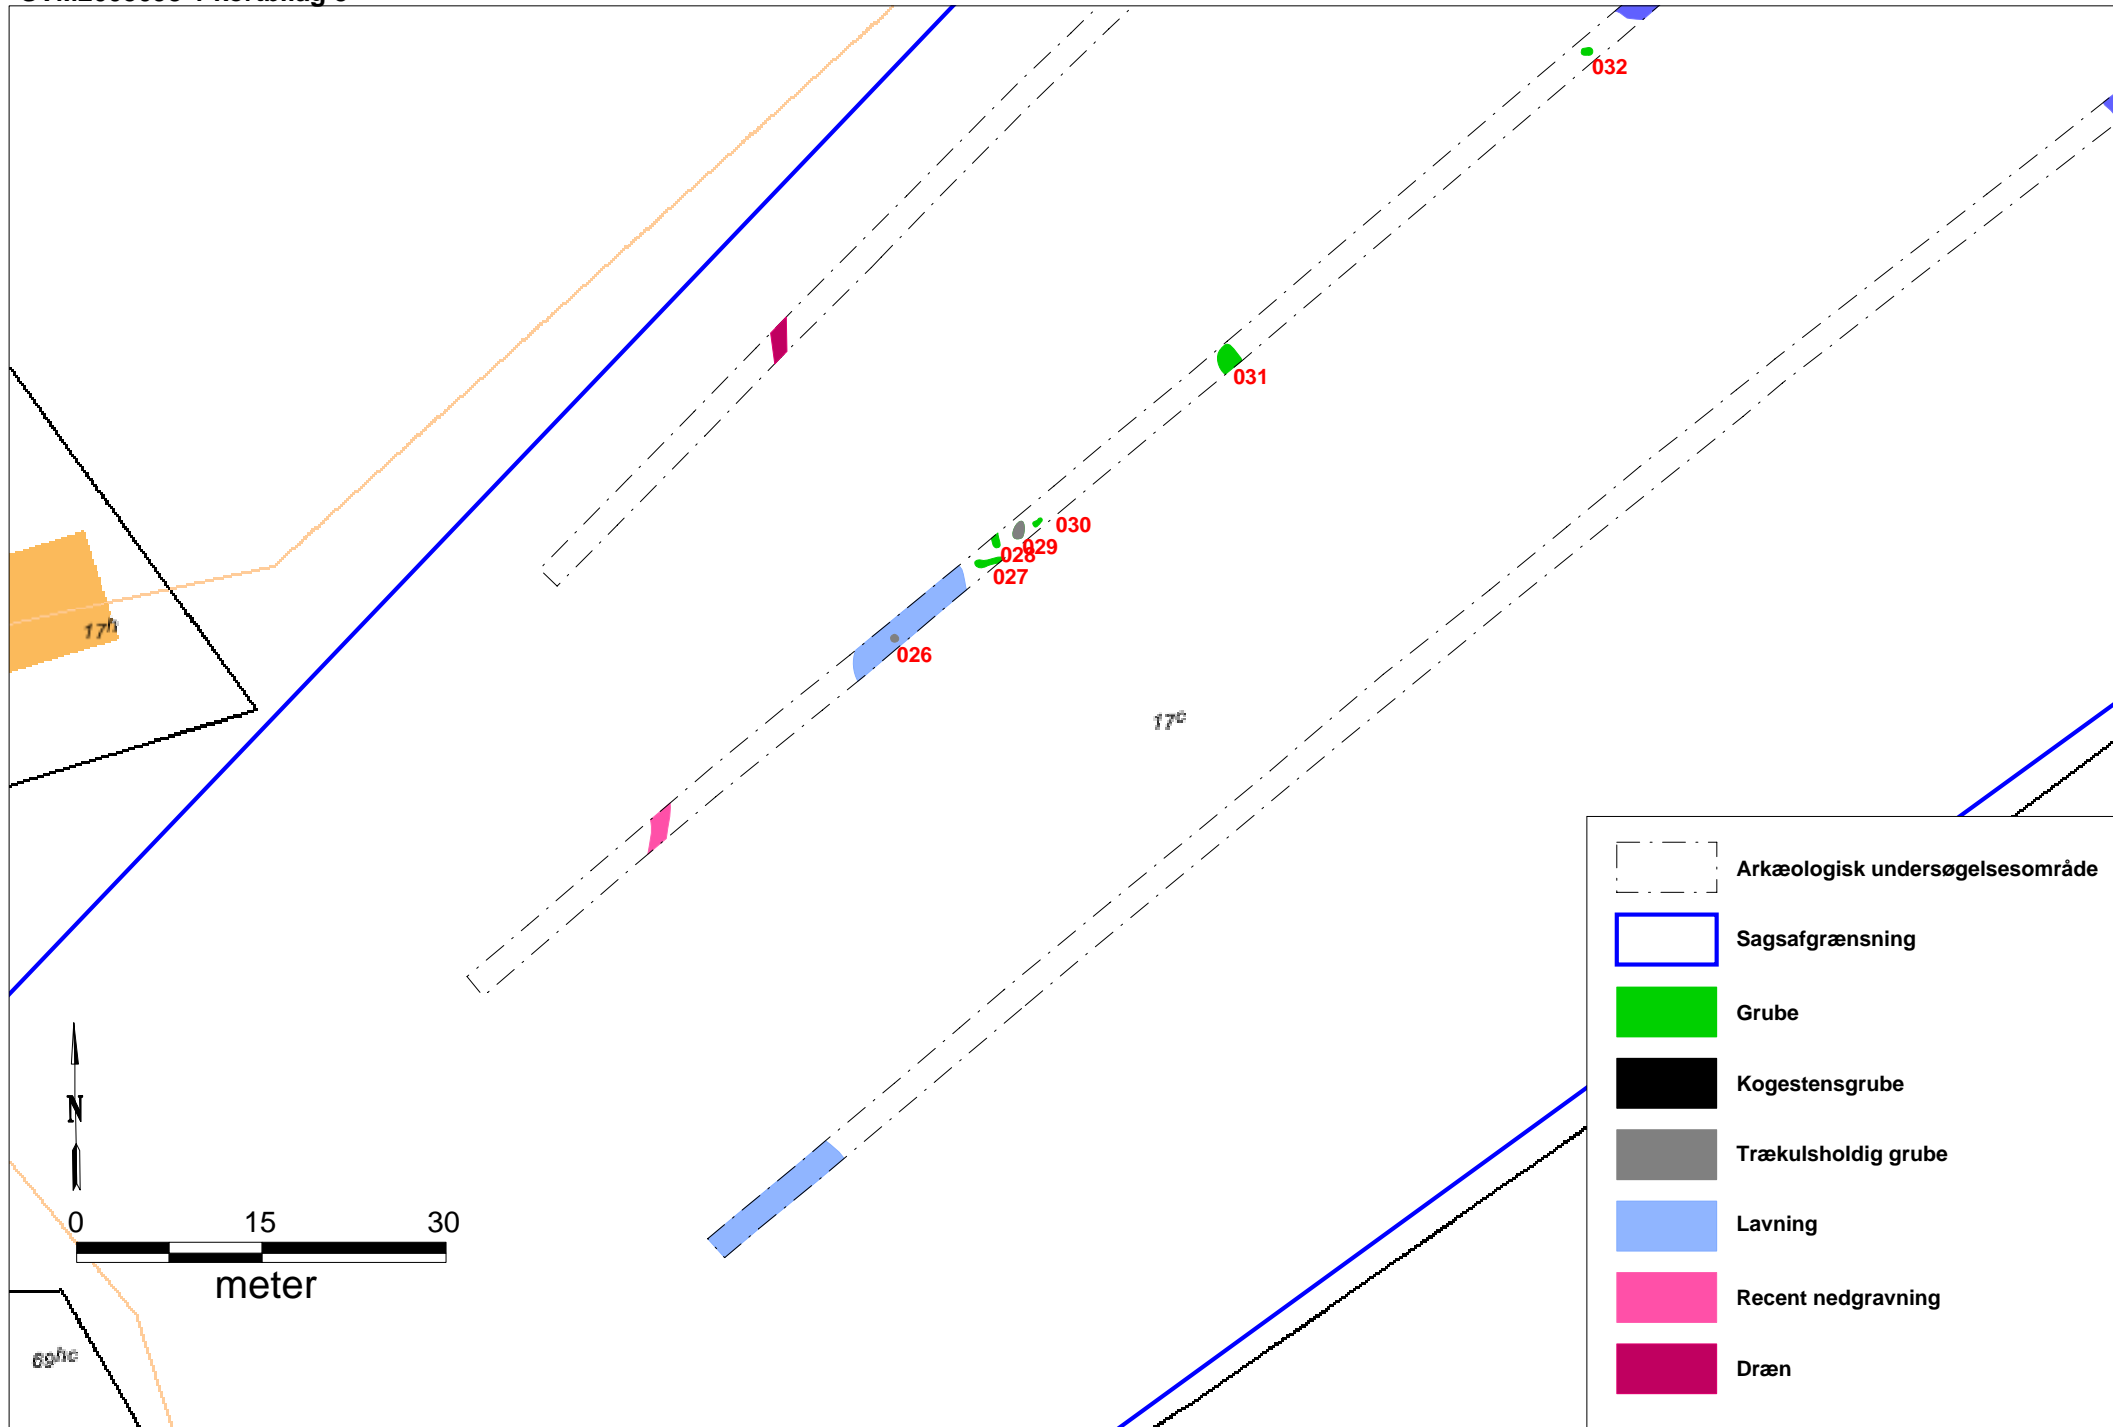 032
031
030
029
028
027
026
17h
17c
Arkæologisk undersøgelsesområde
Sagsafgrænsning
Grube
Kogestensgrube
Trækulsholdig grube
Lavning
Recent nedgravning
Dræn
N
0 15 30
meter
69hc